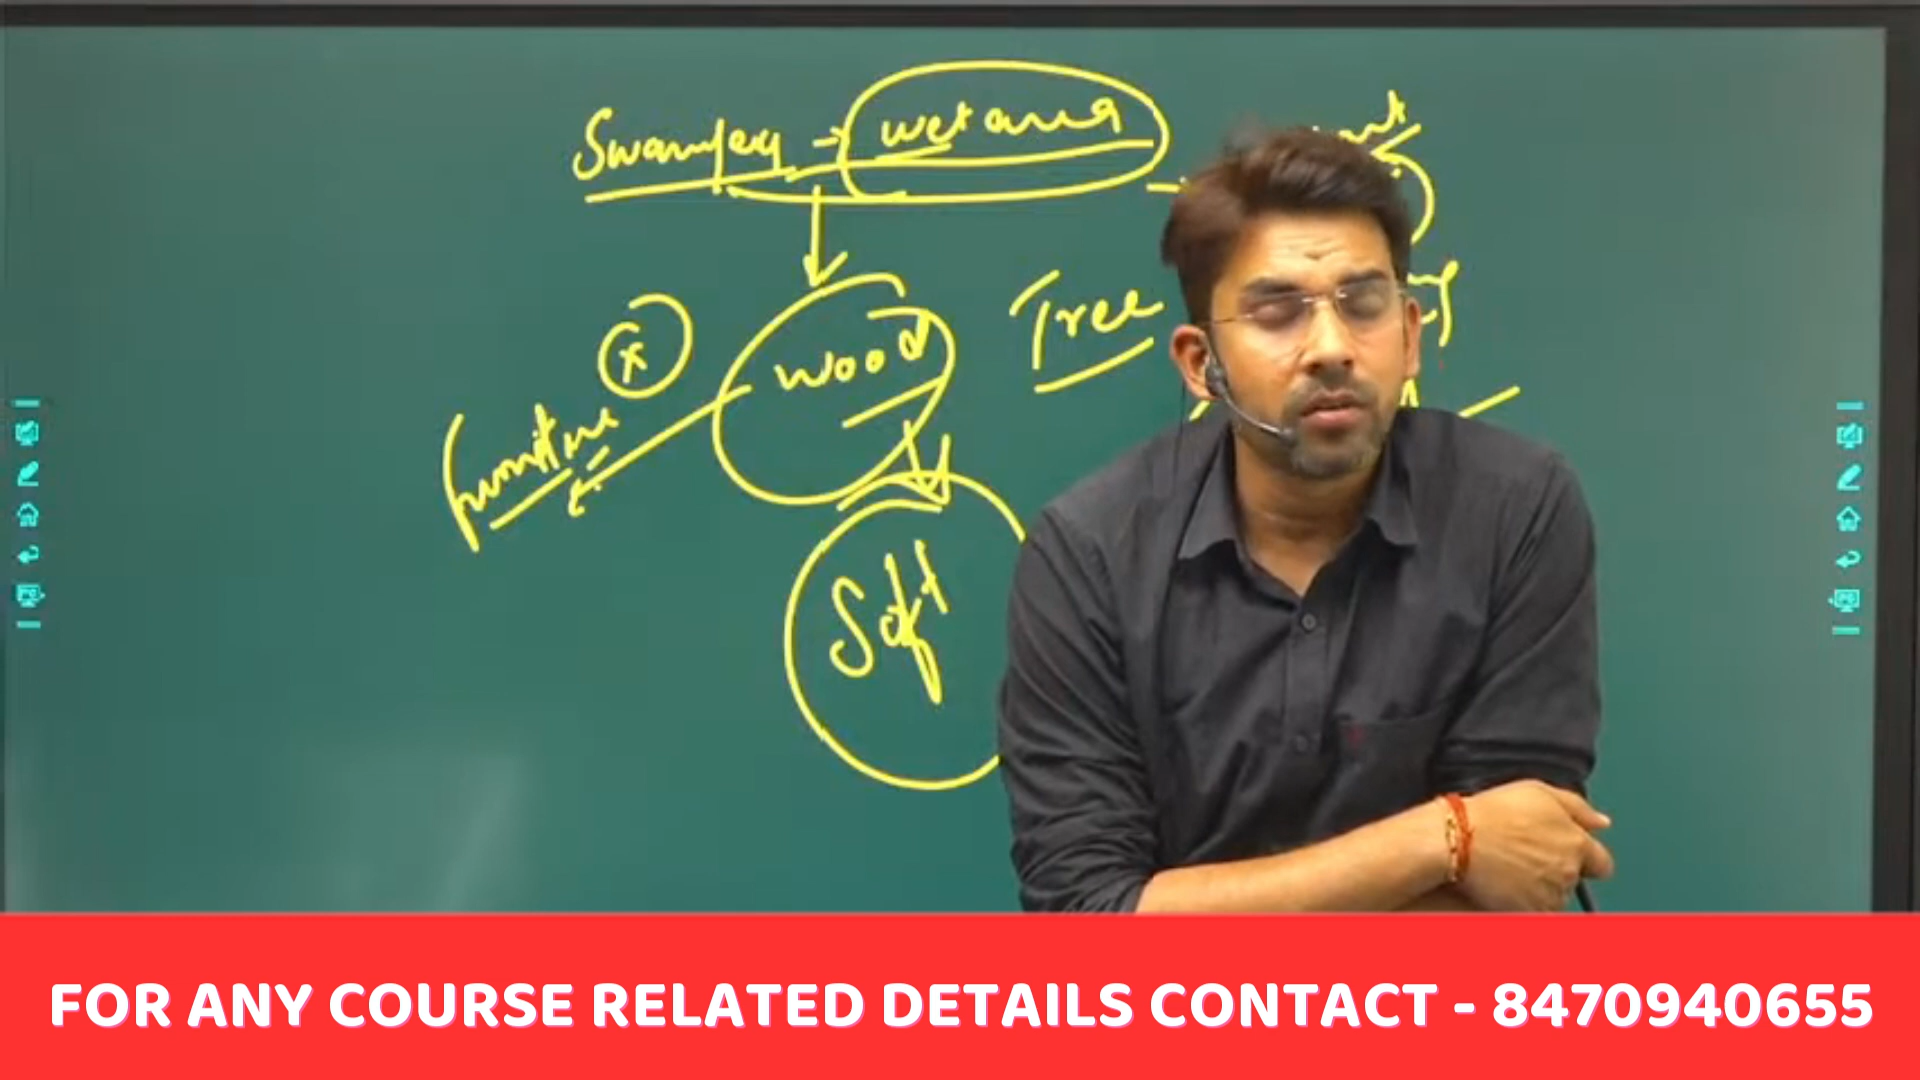 Swampy → wet area
Tree
wood
x
furniture
Soft
FOR ANY COURSE RELATED DETAILS CONTACT - 8470940655